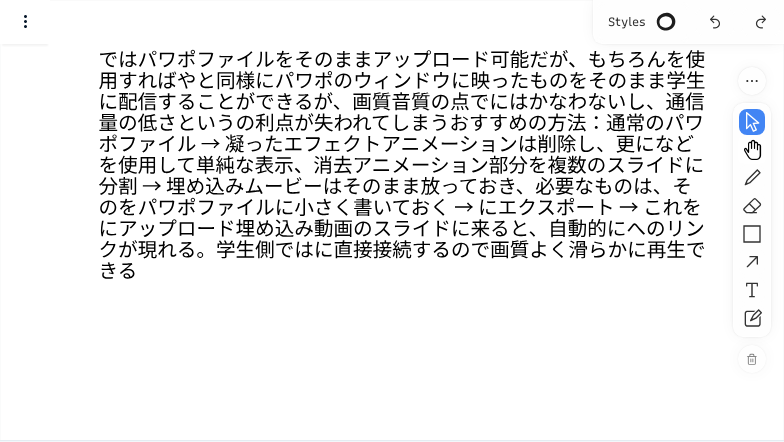 Styles
ではパワポファイルをそのままアップロード可能だが、もちろんを使
用すればやと同様にパワポのウィンドウに映ったものをそのまま学生
に配信することができるが、画質音質の点でにはかなわないし、通信
量の低さというの利点が失われてしまうおすすめの方法：通常のパワ
ポファイル → 凝ったエフェクトアニメーションは削除し、更になど
を使用して単純な表示、消去アニメーション部分を複数のスライドに
分割 → 埋め込みムービーはそのまま放っておき、必要なものは、そ
のをパワポファイルに小さく書いておく → にエクスポート → これを
にアップロード埋め込み動画のスライドに来ると、自動的にへのリン
クが現れる。学生側ではに直接接続するので画質よく滑らかに再生で
きる
T